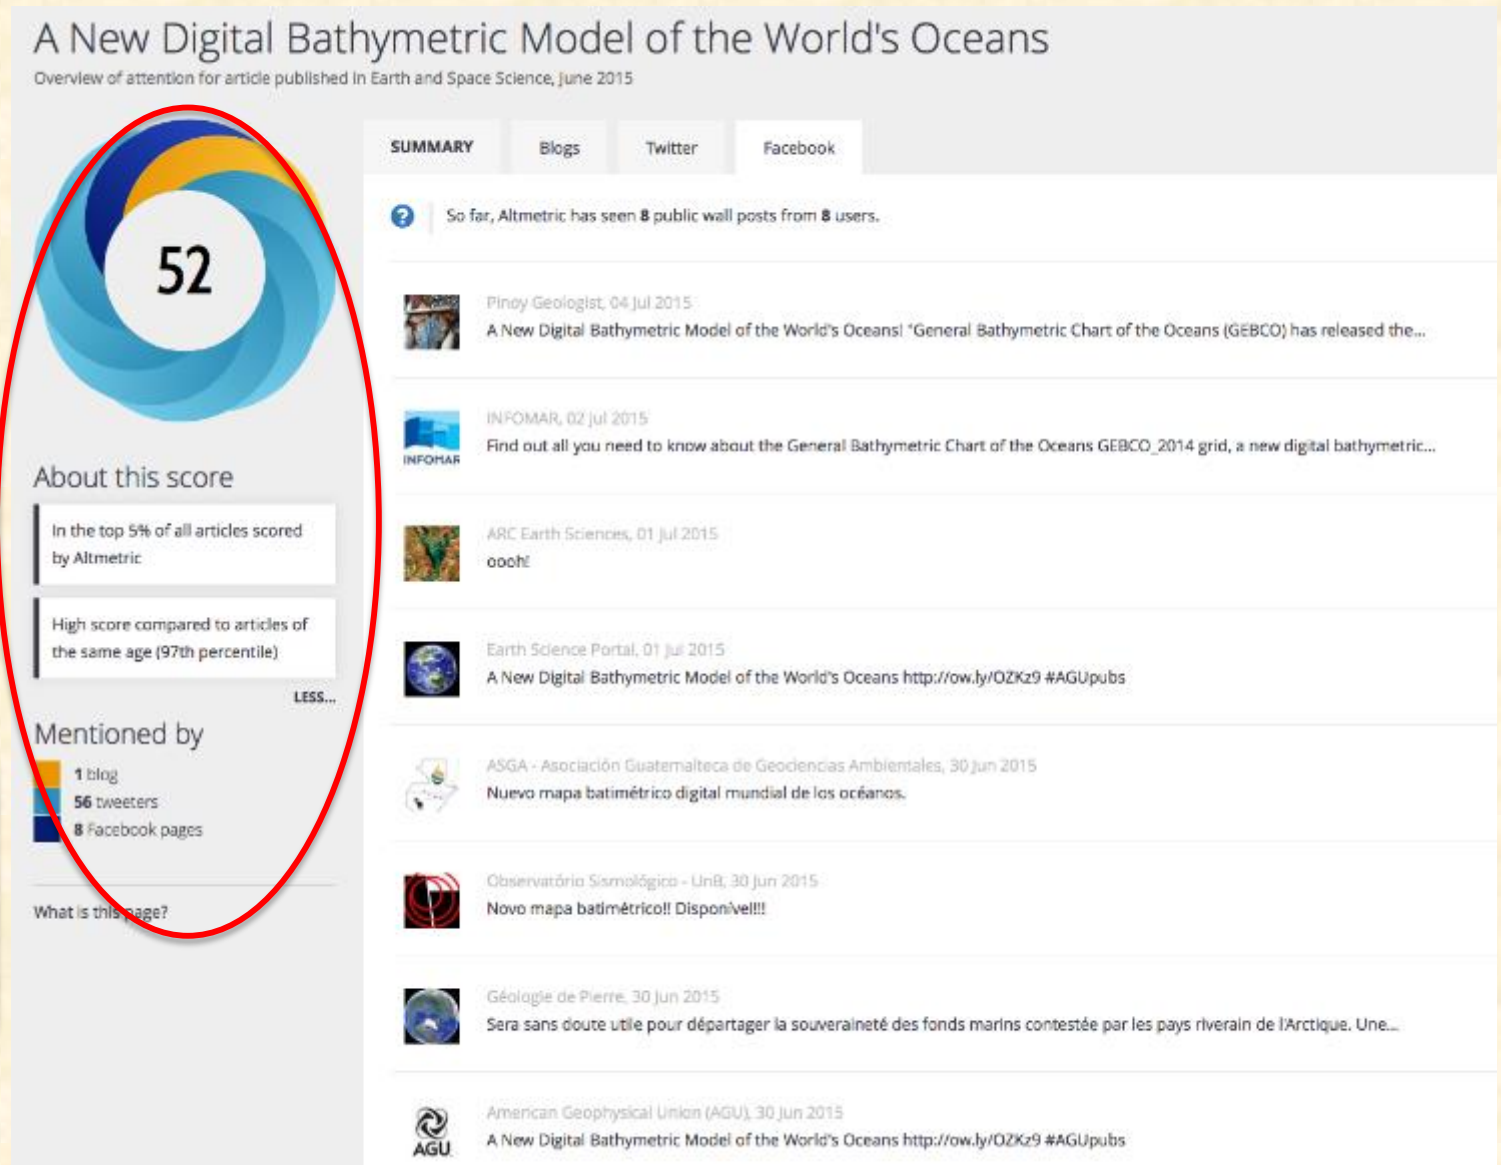 A New Digital Bathymetric Model of the World's Oceans
Overview of attention for article published in Earth and Space Science, June 2015
52
About this score
In the top 5% of all articles scored
by Altmetric
High score compared to articles of
the same age (97th percentile)
LESS...
Mentioned by
1 blog
56 tweeters
8 Facebook pages
What is this page?
SUMMARY Blogs Twitter Facebook
? So far, Altmetric has seen 8 public wall posts from 8 users.
Pinoy Geologist, 04 Jul 2015
A New Digital Bathymetric Model of the World's Oceans! "General Bathymetric Chart of the Oceans (GEBCO) has released the...
INFOMAR
INFOMAR, 02 Jul 2015
Find out all you need to know about the General Bathymetric Chart of the Oceans GEBCO_2014 grid, a new digital bathymetric...
ARC Earth Sciences, 01 Jul 2015
oooh!
Earth Science Portal, 01 Jul 2015
A New Digital Bathymetric Model of the World's Oceans http://ow.ly/OZKz9 #AGUpubs
ASGA - Asociación Guatemalteca de Geociencias Ambientales, 30 Jun 2015
Nuevo mapa batimétrico digital mundial de los océanos.
Observatório Sismológico - UnB, 30 Jun 2015
Novo mapa batimétrico!! Disponível!!!
Géologie de Pierre, 30 Jun 2015
Sera sans doute utile pour départager la souveraineté des fonds marins contestée par les pays riverain de l'Arctique. Une...
AGU
American Geophysical Union (AGU), 30 Jun 2015
A New Digital Bathymetric Model of the World's Oceans http://ow.ly/OZKz9 #AGUpubs